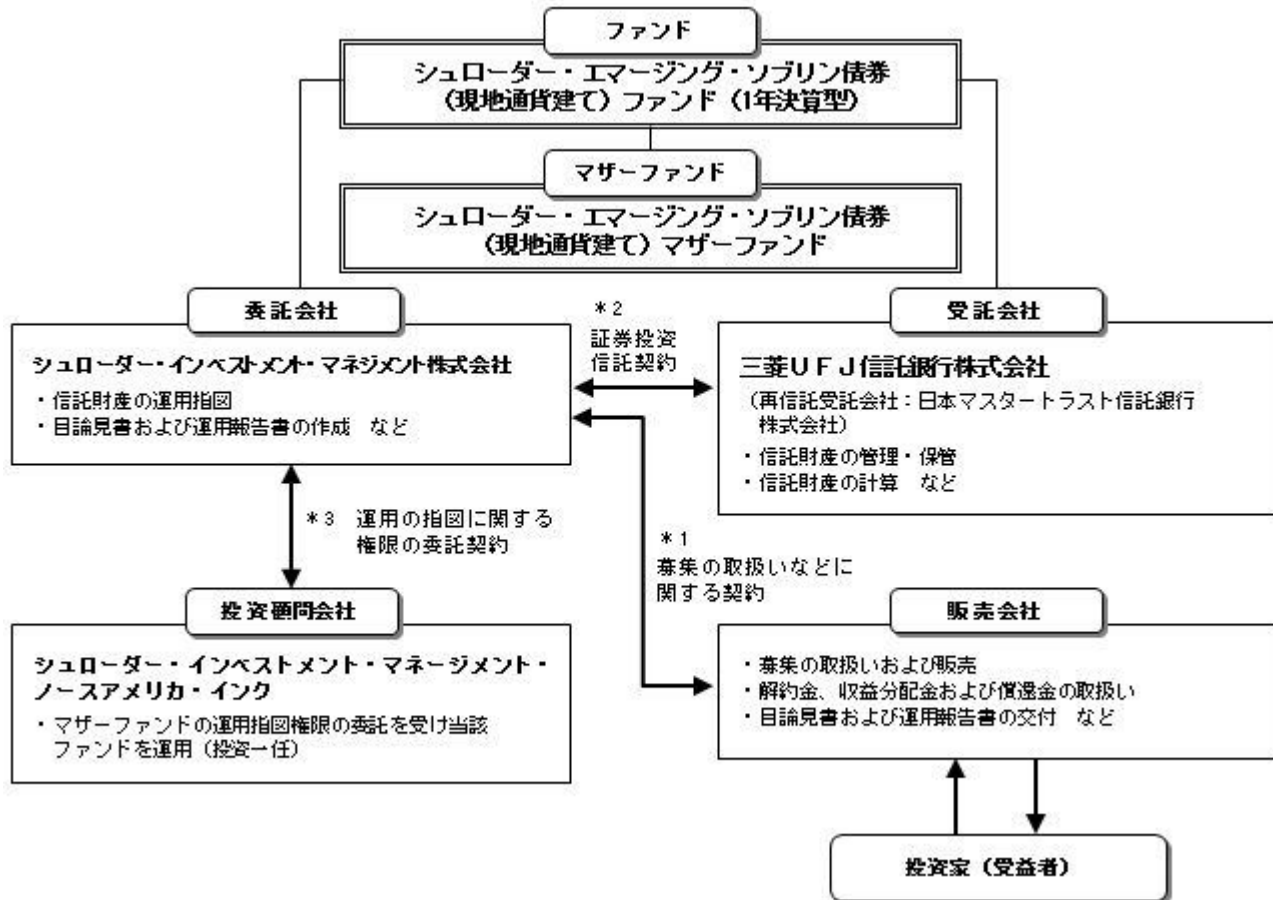 ファンド
シュローダー・エマージング・ソブリン債券
(現地通貨建て) ファンド (1年決算型)
マザーファンド
シュローダー・エマージング・ソブリン債券
(現地通貨建て) マザーファンド
委託会社
シュローダー・インベストメント・マネジメント株式会社
・信託財産の運用指図
・目論見書および運用報告書の作成 など
*2
証券投資
信託契約
受託会社
三菱UFJ信託銀行株式会社
(再信託受託会社:日本マスタートラスト信託銀行
株式会社)
・信託財産の管理・保管
・信託財産の計算 など
*3 運用の指図に関する
権限の委託契約
*1
募集の取扱いなどに
関する契約
投資顧問会社
シュローダー・インベストメント・マネージメント・
ノースアメリカ・インク
・マザーファンドの運用指図権限の委託を受け当該
ファンドを運用 (投資一任)
販売会社
・募集の取扱いおよび販売
・解約金、収益分配金および償還金の取扱い
・目論見書および運用報告書の交付 など
投資家 (受益者)